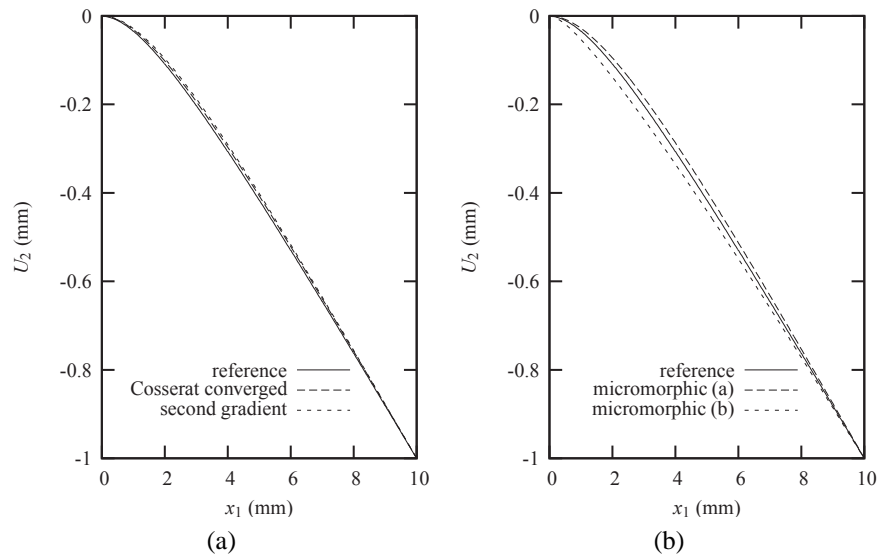 0
-0.2
-0.4
-0.6
-0.8
-1
U2 (mm)
reference
Cosserat converged
second gradient
0 2 4 6 8 10
x1 (mm)
(a)
0
-0.2
-0.4
-0.6
-0.8
-1
U2 (mm)
reference
micromorphic (a)
micromorphic (b)
0 2 4 6 8 10
x1 (mm)
(b)